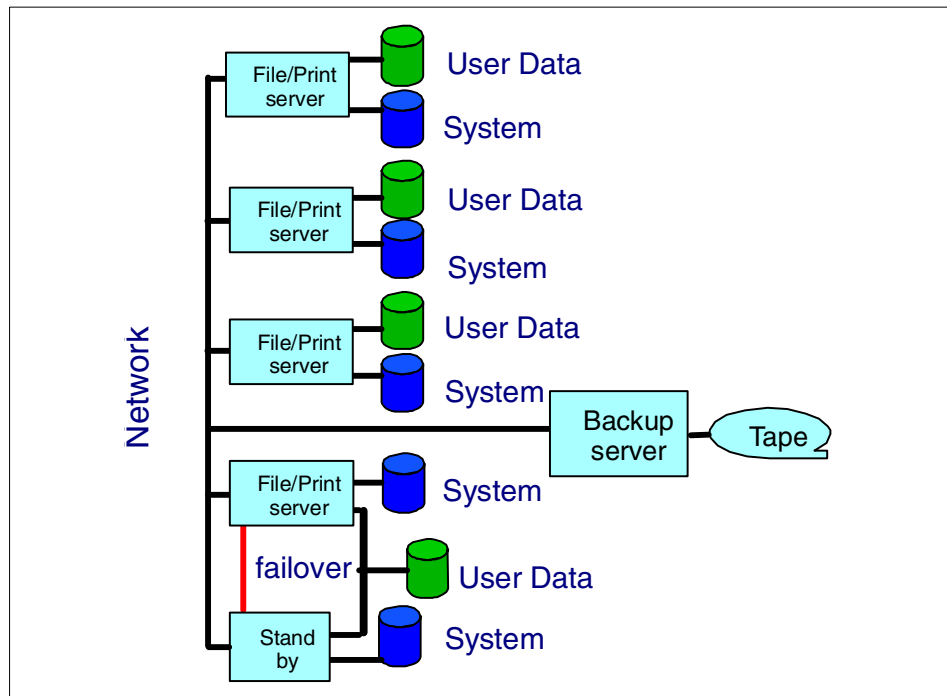 File/Print
server
User Data
System
File/Print
server
User Data
System
File/Print
server
User Data
System
Network
Backup
server
Tape
File/Print
server
System
failover
User Data
Stand
by
System